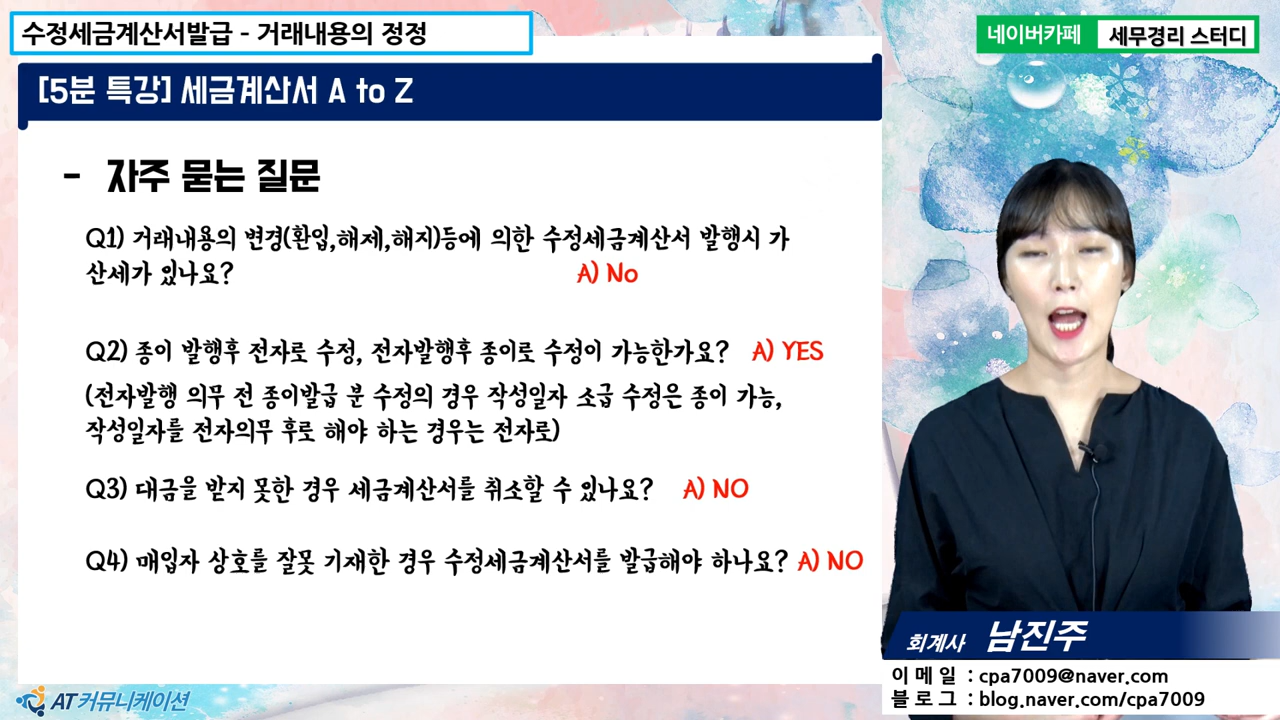 수정세금계산서발급 - 거래내용의 정정
네이버카페 세무경리 스터디
[5분 특강] 세금계산서 A to Z
- 자주 묻는 질문
Q1) 거래내용의 변경(환입,해제,해지)등에 의한 수정세금계산서 발행시 가
산세가 있나요? A) No
Q2) 종이 발행후 전자로 수정, 전자발행후 종이로 수정이 가능한가요? A) YES
(전자발행 의무 전 종이발급 분 수정의 경우 작성일자 소급 수정은 종이 가능,
작성일자를 전자의무 후로 해야 하는 경우는 전자로)
Q3) 대금을 받지 못한 경우 세금계산서를 취소할 수 있나요? A) NO
Q4) 매입자 상호를 잘못 기재한 경우 수정세금계산서를 발급해야 하나요? A) NO
회계사 남진주
이 메 일 : cpa7009@naver.com
블 로 그 : blog.naver.com/cpa7009
AT커뮤니케이션